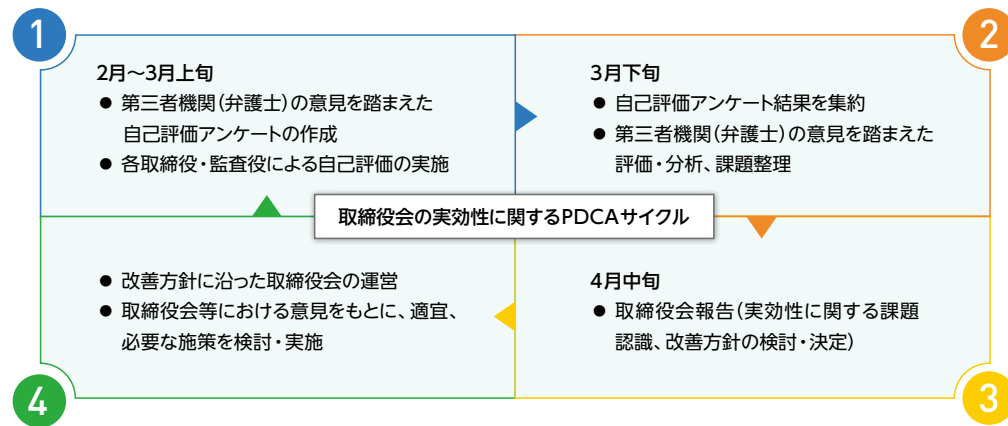 1
2月～3月上旬
● 第三者機関（弁護士）の意見を踏まえた
自己評価アンケートの作成
● 各取締役・監査役による自己評価の実施
2
3月下旬
● 自己評価アンケート結果を集約
● 第三者機関（弁護士）の意見を踏まえた
評価・分析、課題整理
取締役会の実効性に関するPDCAサイクル
4月中旬
● 取締役会報告（実効性に関する課題
認識、改善方針の検討・決定）
3
● 改善方針に沿った取締役会の運営
● 取締役会等における意見をもとに、適宜、
必要な施策を検討・実施
4